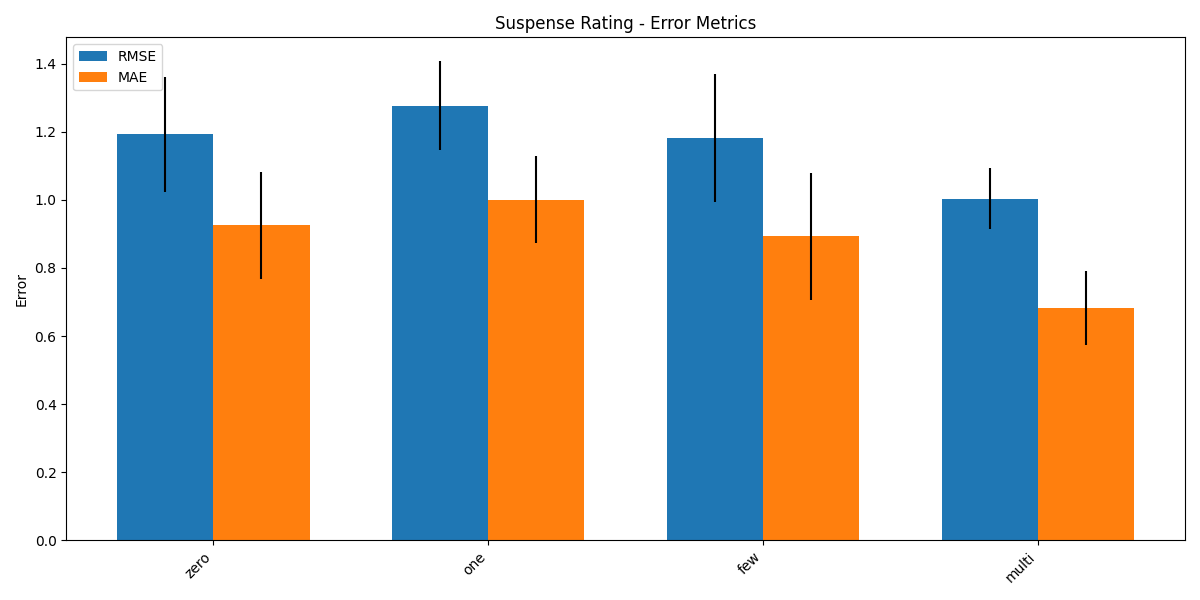 Suspense Rating - Error Metrics
RMSE
MAE
Error
1.4
1.2
1.0
0.8
0.6
0.4
0.2
0.0
zero
one
few
multi